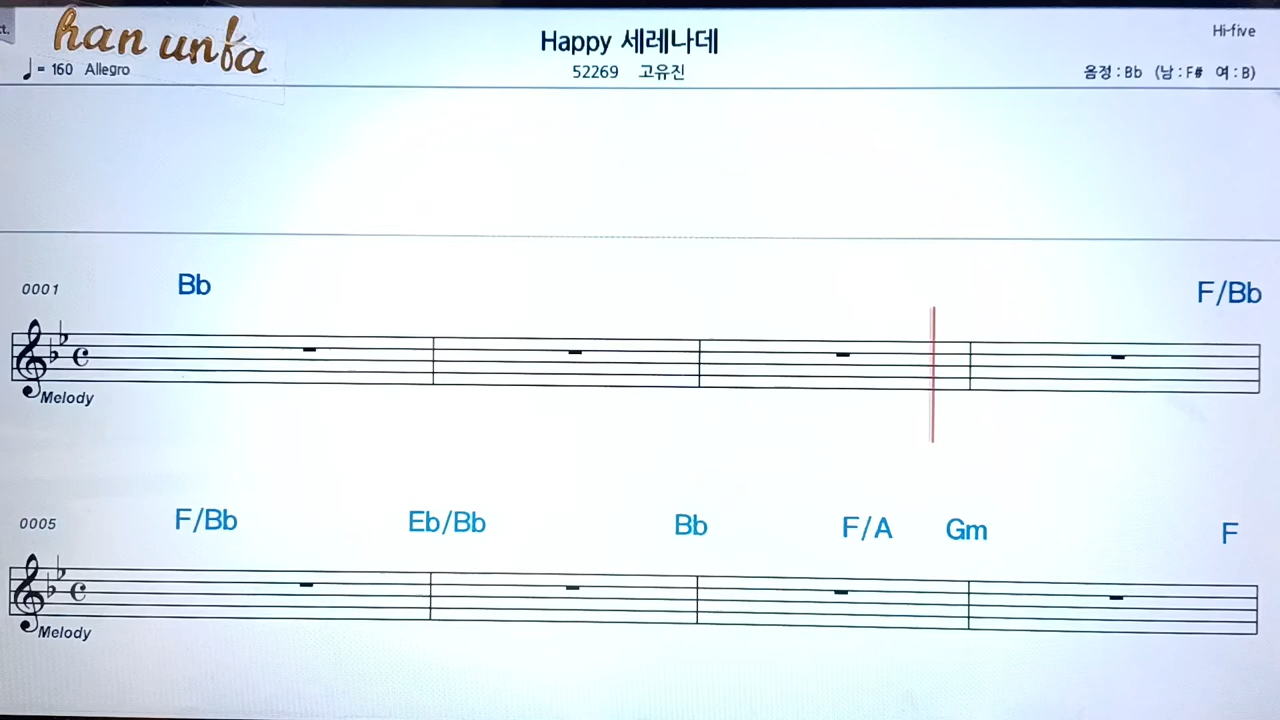 ct.
han unfa
Happy 세레나데
Hi-five
♩= 160 Allegro
52269 고유진
음정 : Bb (남 : F# 여 : B)
0001 Bb F/Bb
Melody
0005 F/Bb Eb/Bb Bb F/A Gm F
Melody